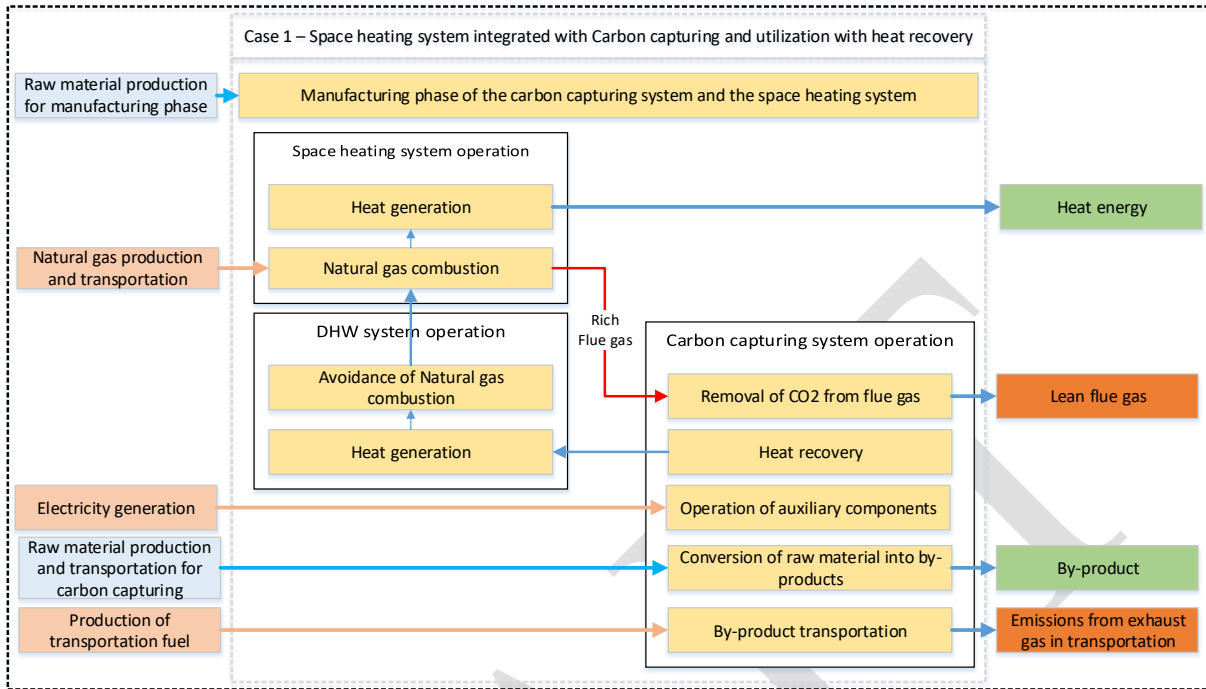 Case 1 – Space heating system integrated with Carbon capturing and utilization with heat recovery
Raw material production
for manufacturing phase
Manufacturing phase of the carbon capturing system and the space heating system
Space heating system operation
Heat generation
Heat energy
Natural gas production
and transportation
Natural gas combustion
Rich
Flue gas
DHW system operation
Carbon capturing system operation
Avoidance of Natural gas
combustion
Removal of CO2 from flue gas
Lean flue gas
Heat generation
Heat recovery
Electricity generation
Operation of auxiliary components
Raw material production
and transportation for
carbon capturing
Conversion of raw material into by-
products
By-product
Production of
transportation fuel
By-product transportation
Emissions from exhaust
gas in transportation